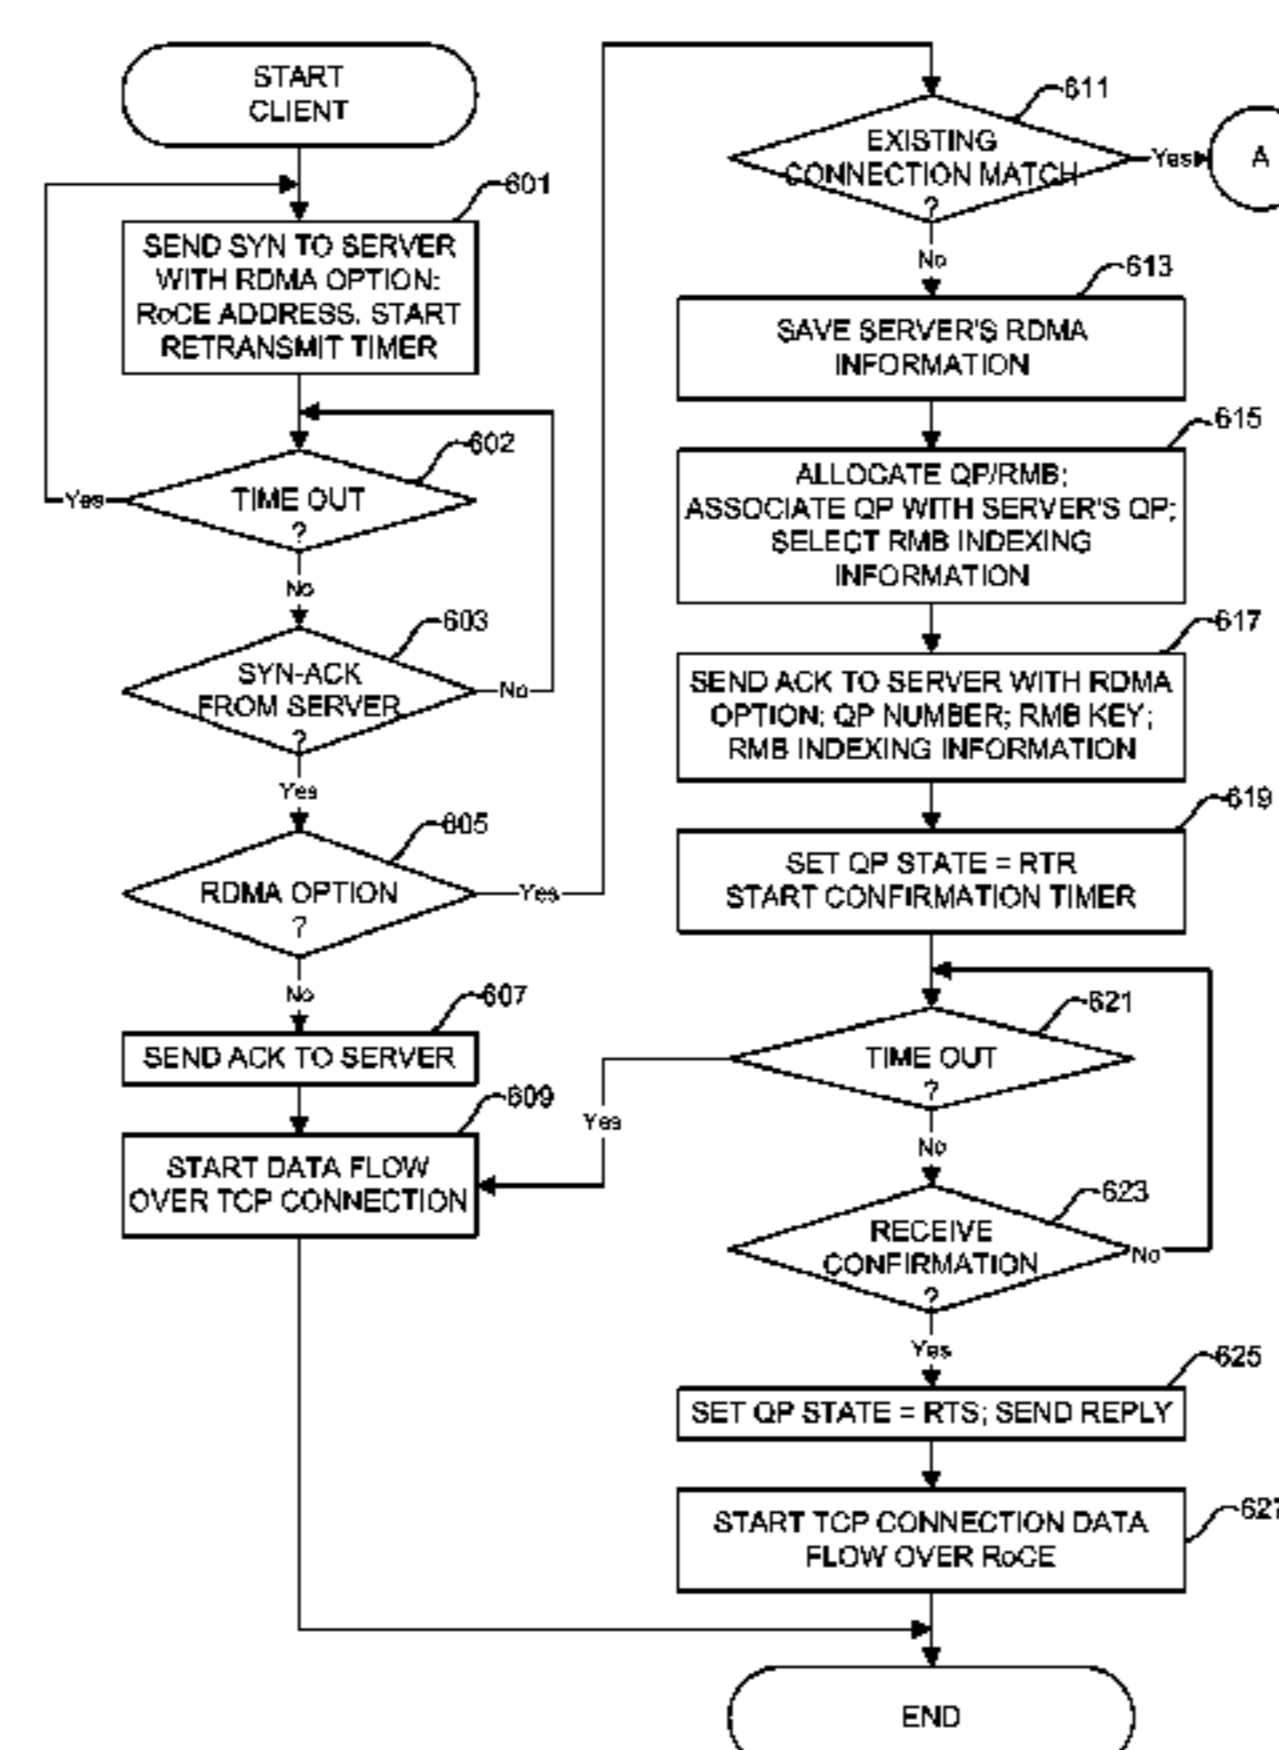 START
CLIENT
601
SEND SYN TO SERVER
WITH RDMA OPTION:
RoCE ADDRESS. START
RETRANSMIT TIMER
602
TIME OUT
?
Yes
No
603
SYN-ACK
FROM SERVER
?
No
Yes
605
RDMA OPTION
?
Yes
No
607
SEND ACK TO SERVER
609
START DATA FLOW
OVER TCP CONNECTION
611
EXISTING
CONNECTION MATCH
?
Yes
A
No
613
SAVE SERVER'S RDMA
INFORMATION
615
ALLOCATE QP/RMB;
ASSOCIATE QP WITH SERVER'S QP;
SELECT RMB INDEXING
INFORMATION
617
SEND ACK TO SERVER WITH RDMA
OPTION; QP NUMBER; RMB KEY;
RMB INDEXING INFORMATION
619
SET QP STATE = RTR
START CONFIRMATION TIMER
621
TIME OUT
?
Yes
No
623
RECEIVE
CONFIRMATION
?
No
Yes
625
SET QP STATE = RTS; SEND REPLY
627
START TCP CONNECTION DATA
FLOW OVER RoCE
END